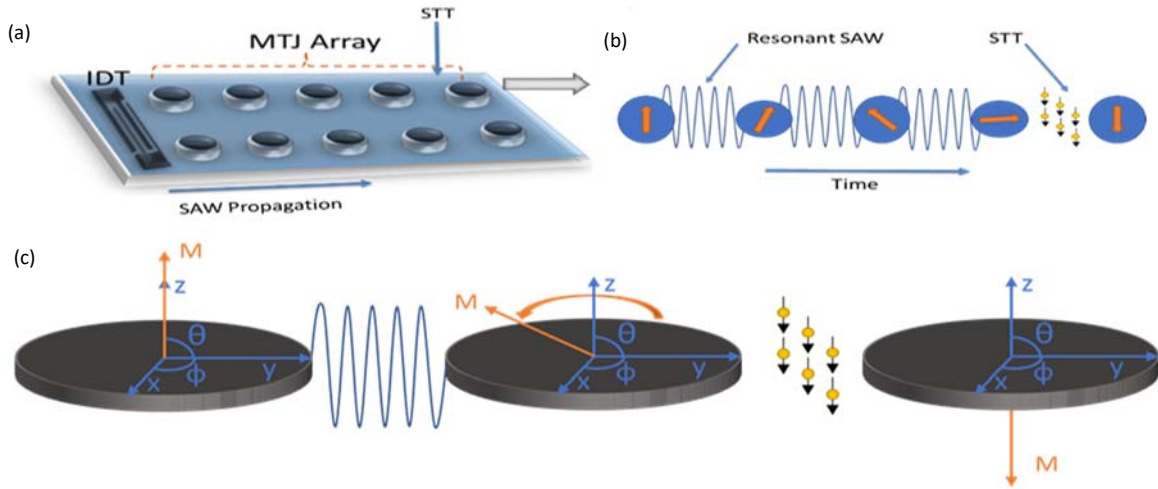 (a)
STT
MTJ Array
IDT
SAW Propagation
(b)
Resonant SAW
STT
Time
(c)
M
z
θ
y
x
ϕ
M
z
θ
y
x
ϕ
z
θ
y
x
ϕ
M